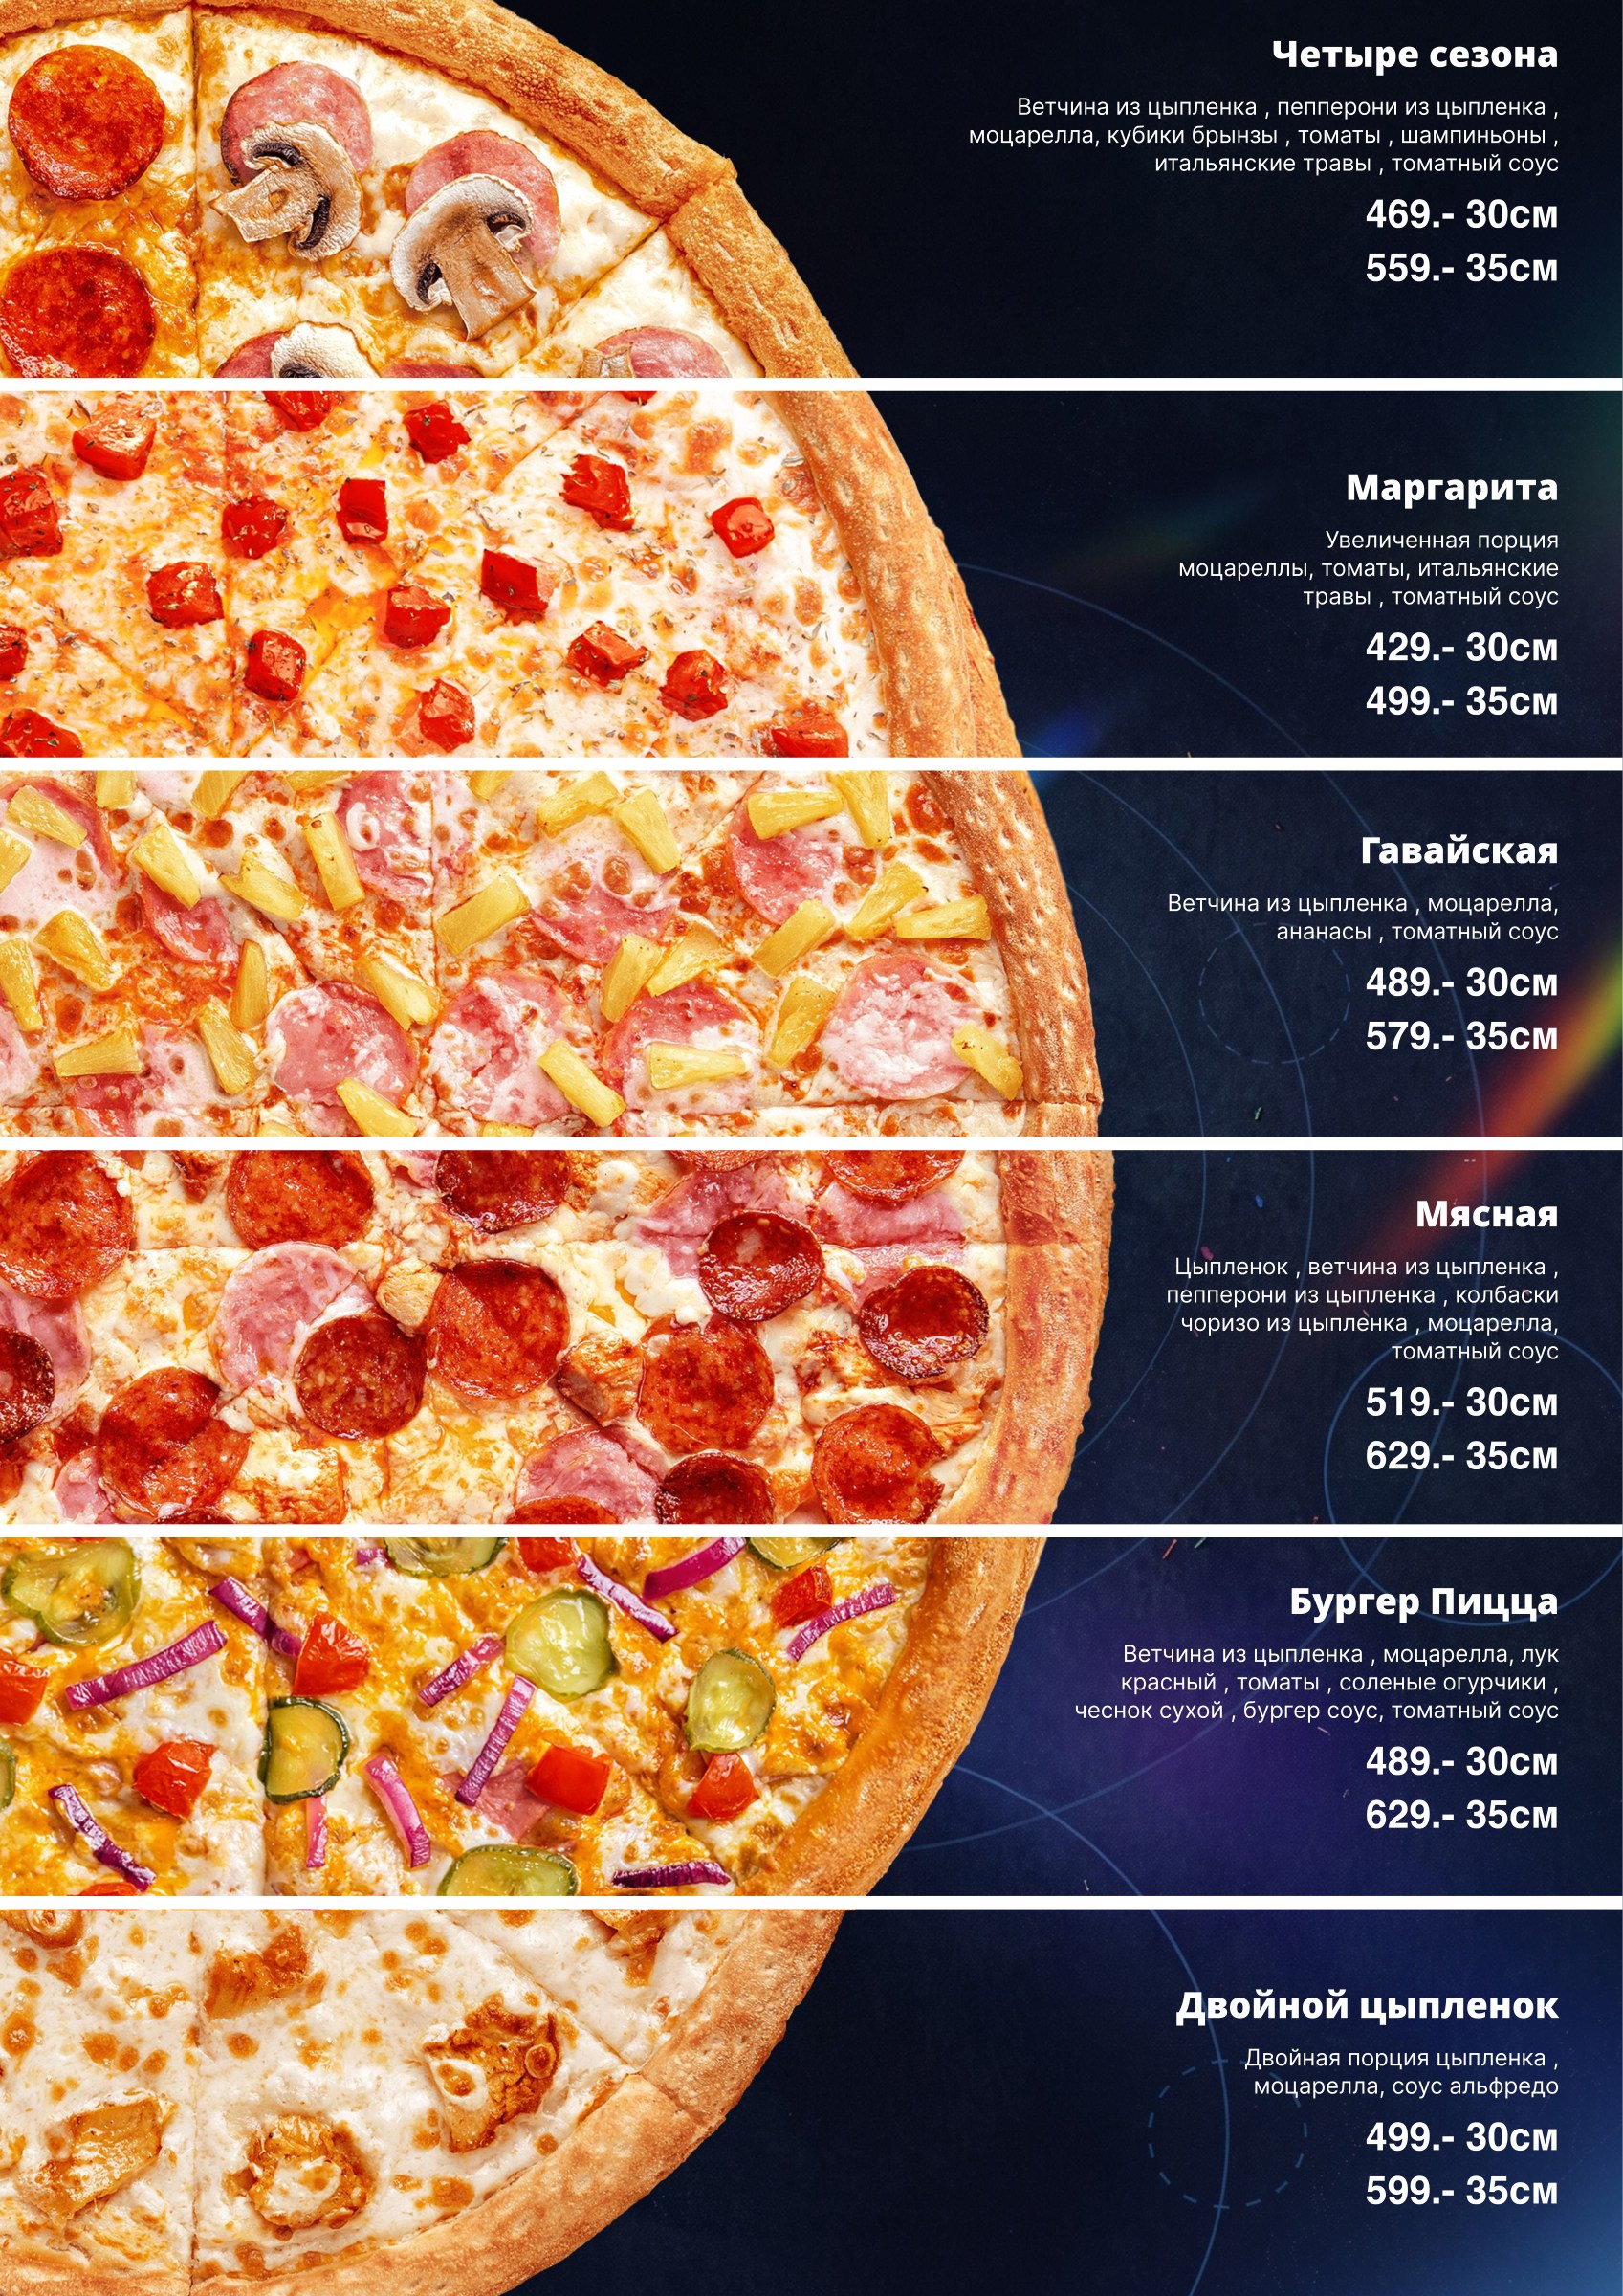 Четыре сезона
Ветчина из цыпленка , пепперони из цыпленка ,
моцарелла, кубики брынзы , томаты , шампиньоны ,
итальянские травы , томатный соус
469.- 30см
559.- 35см
Маргарита
Увеличенная порция
моцареллы, томаты, итальянские
травы , томатный соус
429.- 30см
499.- 35см
Гавайская
Ветчина из цыпленка , моцарелла,
ананасы , томатный соус
489.- 30см
579.- 35см
Мясная
Цыпленок , ветчина из цыпленка ,
пепперони из цыпленка , колбаски
чоризо из цыпленка , моцарелла,
томатный соус
519.- 30см
629.- 35см
Бургер Пицца
Ветчина из цыпленка , моцарелла, лук
красный , томаты , соленые огурчики ,
чеснок сухой , бургер соус, томатный соус
489.- 30см
629.- 35см
Двойной цыпленок
Двойная порция цыпленка ,
моцарелла, соус альфредо
499.- 30см
599.- 35см